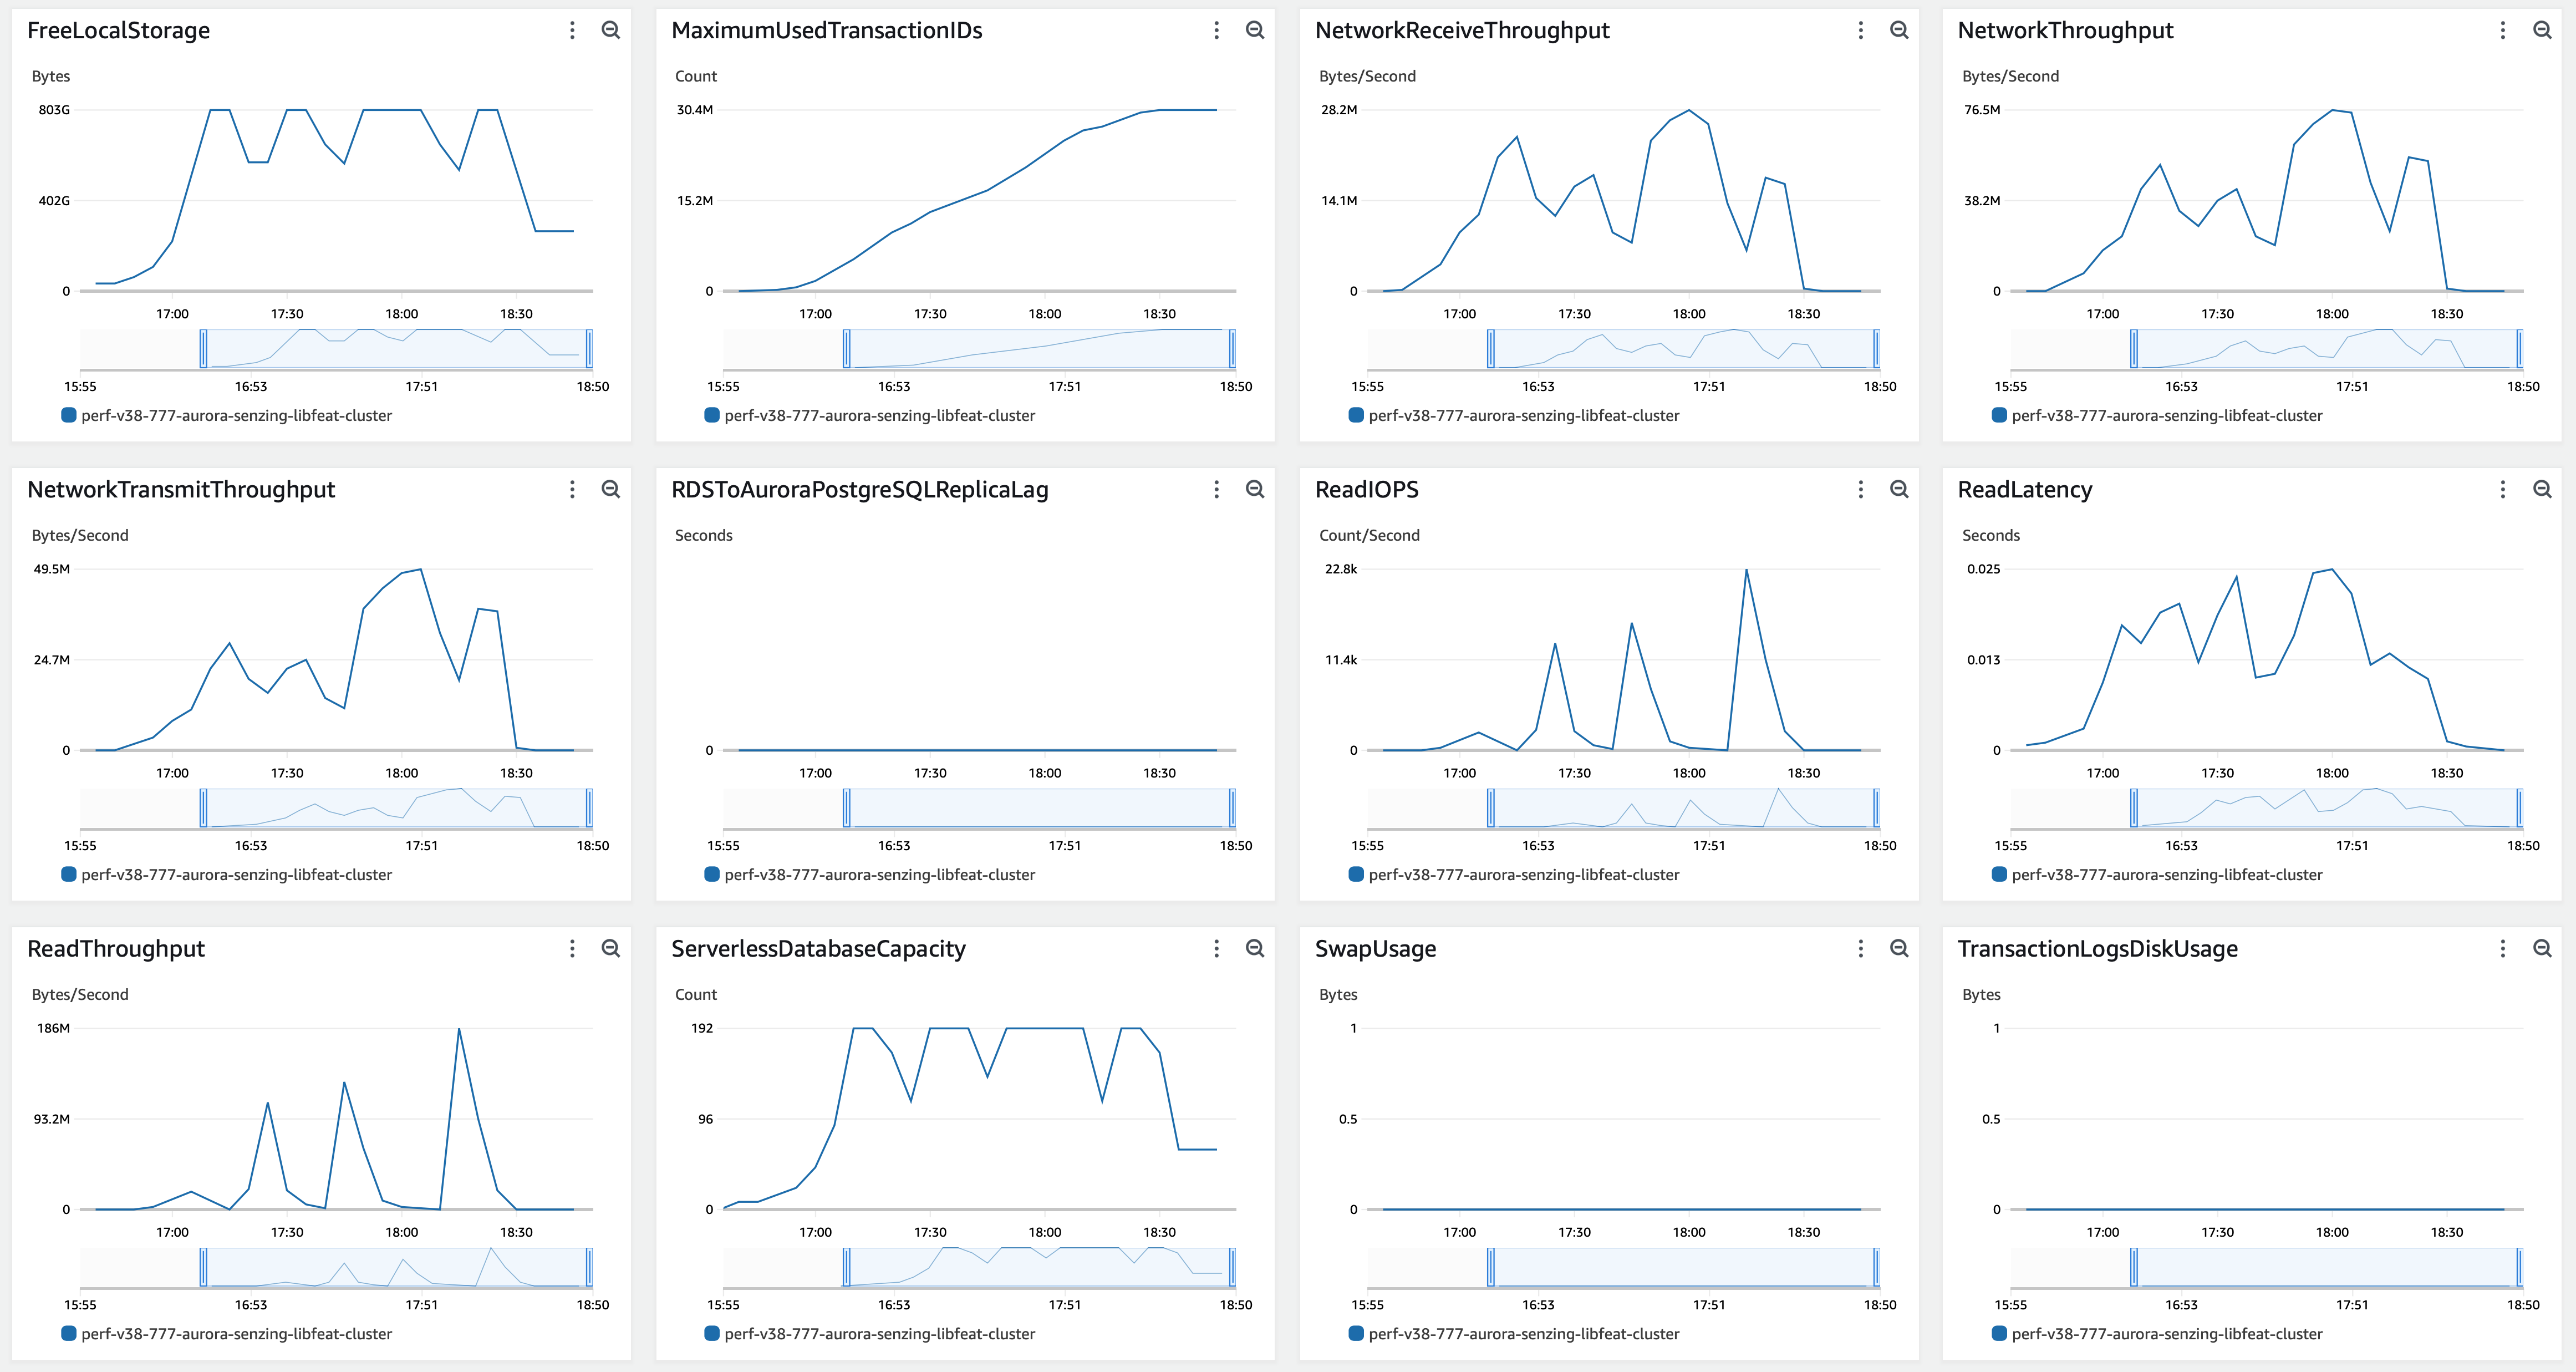 FreeLocalStorage
Bytes
803G
402G
0
17:00 17:30 18:00 18:30
15:55 16:53 17:51 18:50
perf-v38-777-aurora-senzing-libfeat-cluster
MaximumUsedTransactionIDs
Count
30.4M
15.2M
0
17:00 17:30 18:00 18:30
15:55 16:53 17:51 18:50
perf-v38-777-aurora-senzing-libfeat-cluster
NetworkReceiveThroughput
Bytes/Second
28.2M
14.1M
0
17:00 17:30 18:00 18:30
15:55 16:53 17:51 18:50
perf-v38-777-aurora-senzing-libfeat-cluster
NetworkThroughput
Bytes/Second
76.5M
38.2M
0
17:00 17:30 18:00 18:30
15:55 16:53 17:51 18:50
perf-v38-777-aurora-senzing-libfeat-cluster
NetworkTransmitThroughput
Bytes/Second
49.5M
24.7M
0
17:00 17:30 18:00 18:30
15:55 16:53 17:51 18:50
perf-v38-777-aurora-senzing-libfeat-cluster
RDSToAuroraPostgreSQLReplicaLag
Seconds
0
17:00 17:30 18:00 18:30
15:55 16:53 17:51 18:50
perf-v38-777-aurora-senzing-libfeat-cluster
ReadIOPS
Count/Second
22.8k
11.4k
0
17:00 17:30 18:00 18:30
15:55 16:53 17:51 18:50
perf-v38-777-aurora-senzing-libfeat-cluster
ReadLatency
Seconds
0.025
0.013
0
17:00 17:30 18:00 18:30
15:55 16:53 17:51 18:50
perf-v38-777-aurora-senzing-libfeat-cluster
ReadThroughput
Bytes/Second
186M
93.2M
0
17:00 17:30 18:00 18:30
15:55 16:53 17:51 18:50
perf-v38-777-aurora-senzing-libfeat-cluster
ServerlessDatabaseCapacity
Count
192
96
0
17:00 17:30 18:00 18:30
15:55 16:53 17:51 18:50
perf-v38-777-aurora-senzing-libfeat-cluster
SwapUsage
Bytes
1
0.5
0
17:00 17:30 18:00 18:30
15:55 16:53 17:51 18:50
perf-v38-777-aurora-senzing-libfeat-cluster
TransactionLogsDiskUsage
Bytes
1
0.5
0
17:00 17:30 18:00 18:30
15:55 16:53 17:51 18:50
perf-v38-777-aurora-senzing-libfeat-cluster